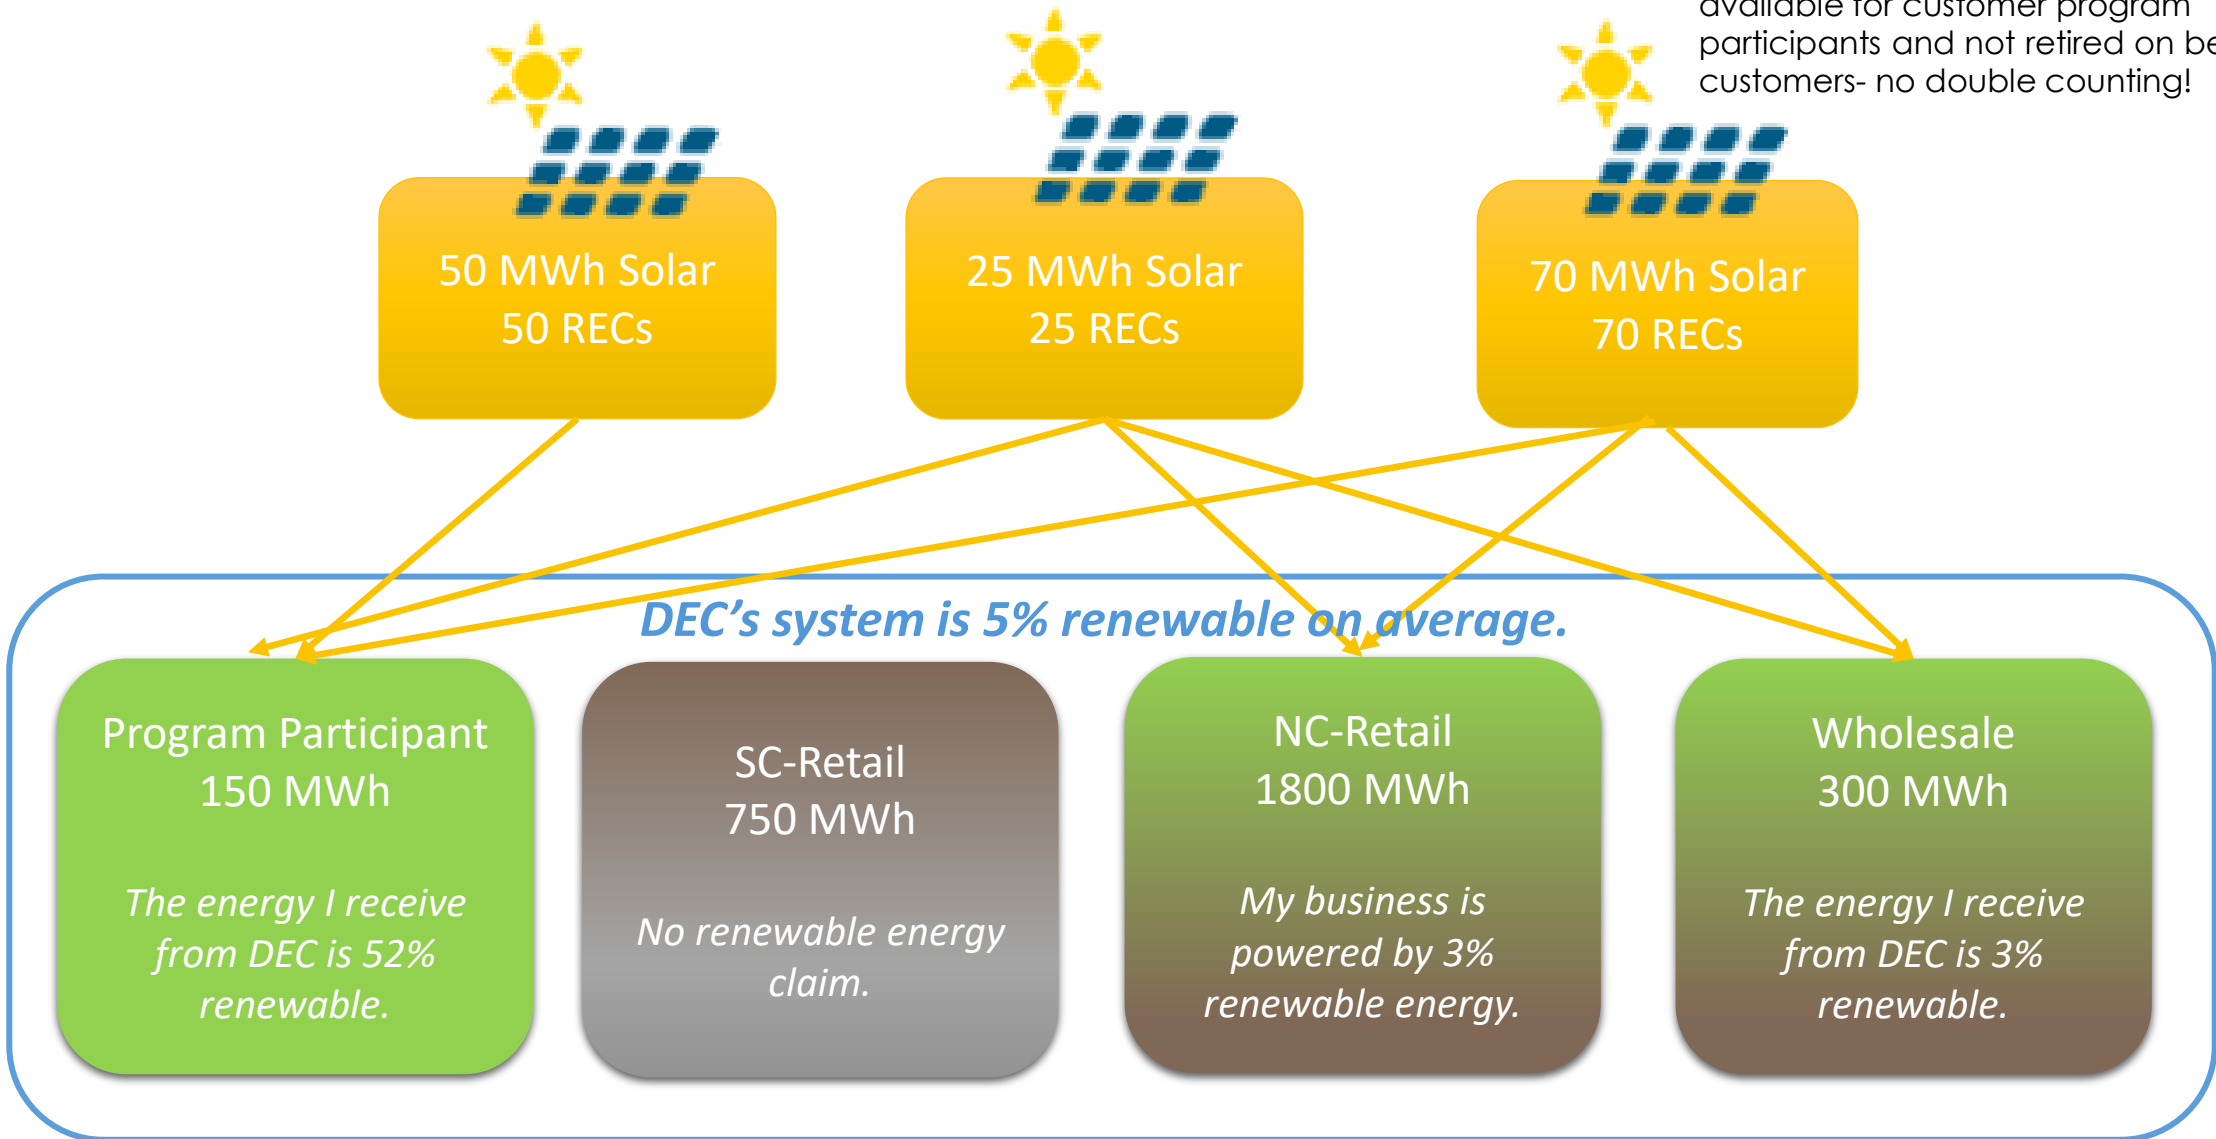 available for customer program
participants and not retired on be
customers- no double counting!
50 MWh Solar
50 RECs
25 MWh Solar
25 RECs
70 MWh Solar
70 RECs
DEC's system is 5% renewable on average.
Program Participant
150 MWh
The energy I receive
from DEC is 52%
renewable.
SC-Retail
750 MWh
No renewable energy
claim.
NC-Retail
1800 MWh
My business is
powered by 3%
renewable energy.
Wholesale
300 MWh
The energy I receive
from DEC is 3%
renewable.